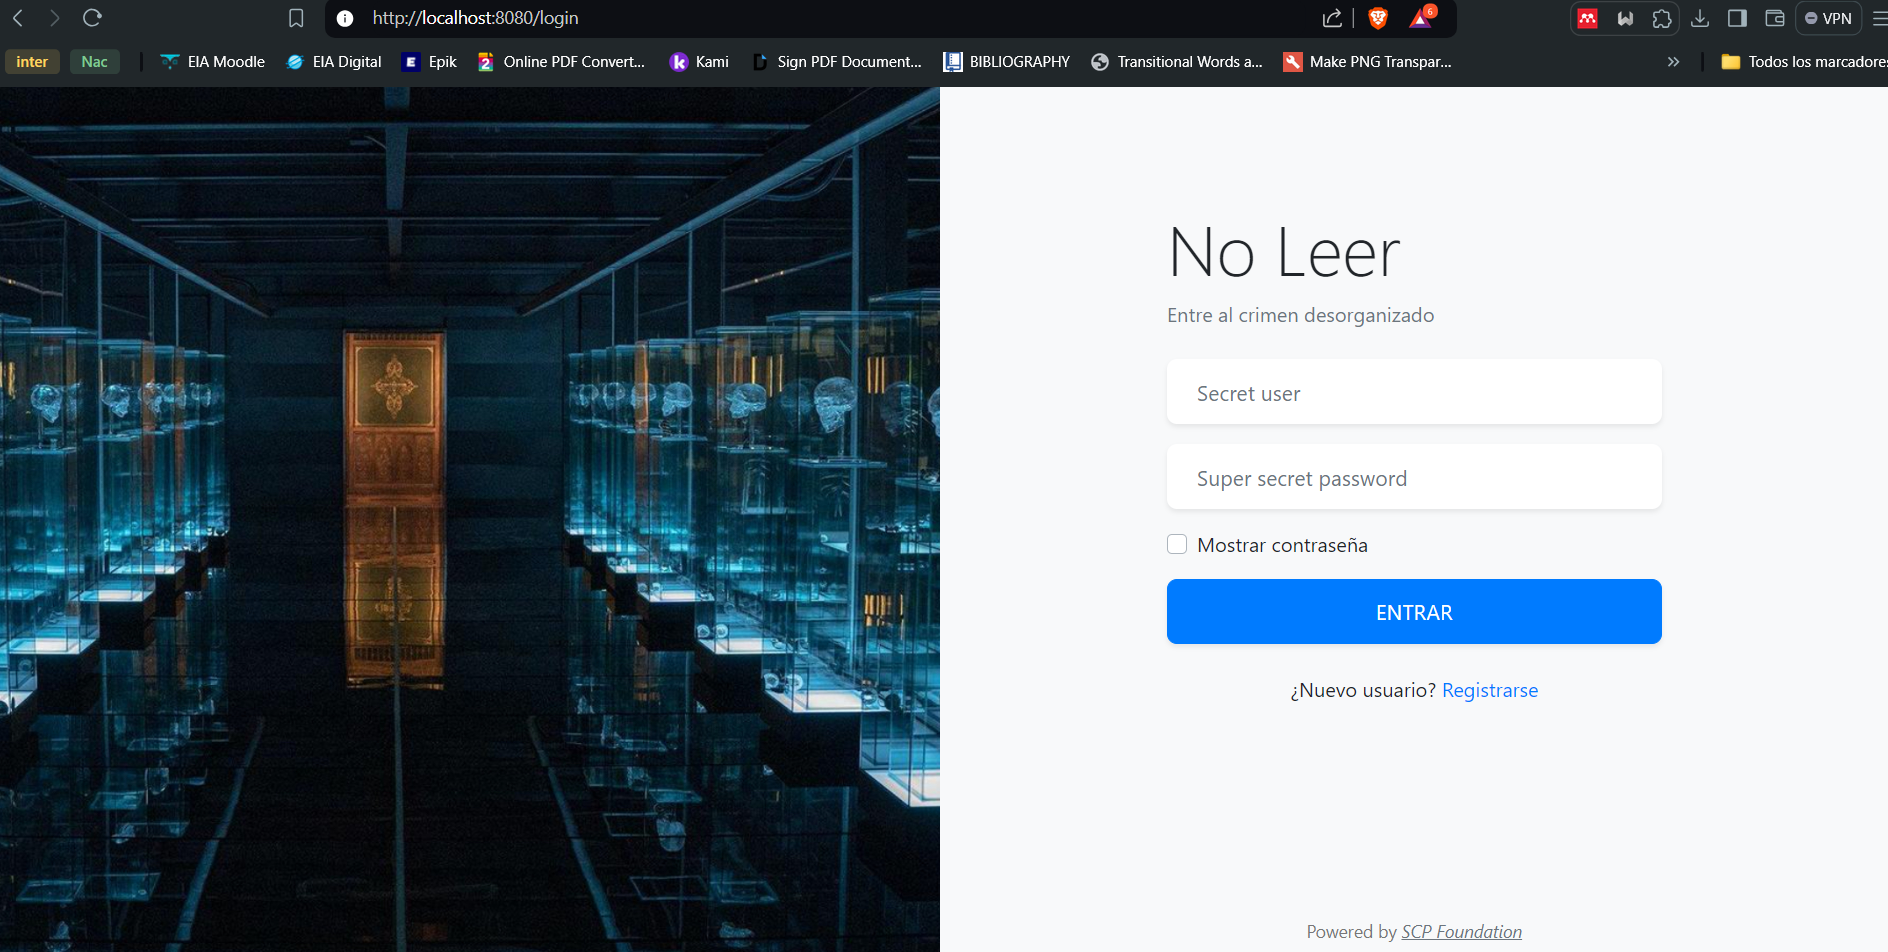 http://localhost:8080/login
6
VPN
inter
Nac
EIA Moodle
EIA Digital
Epik
Online PDF Convert...
Kami
Sign PDF Document...
BIBLIOGRAPHY
Transitional Words a...
Make PNG Transpar...
»
Todos los marcadores
No Leer
Entre al crimen desorganizado
Secret user
Super secret password
Mostrar contraseña
ENTRAR
¿Nuevo usuario? Registrarse
Powered by SCP Foundation